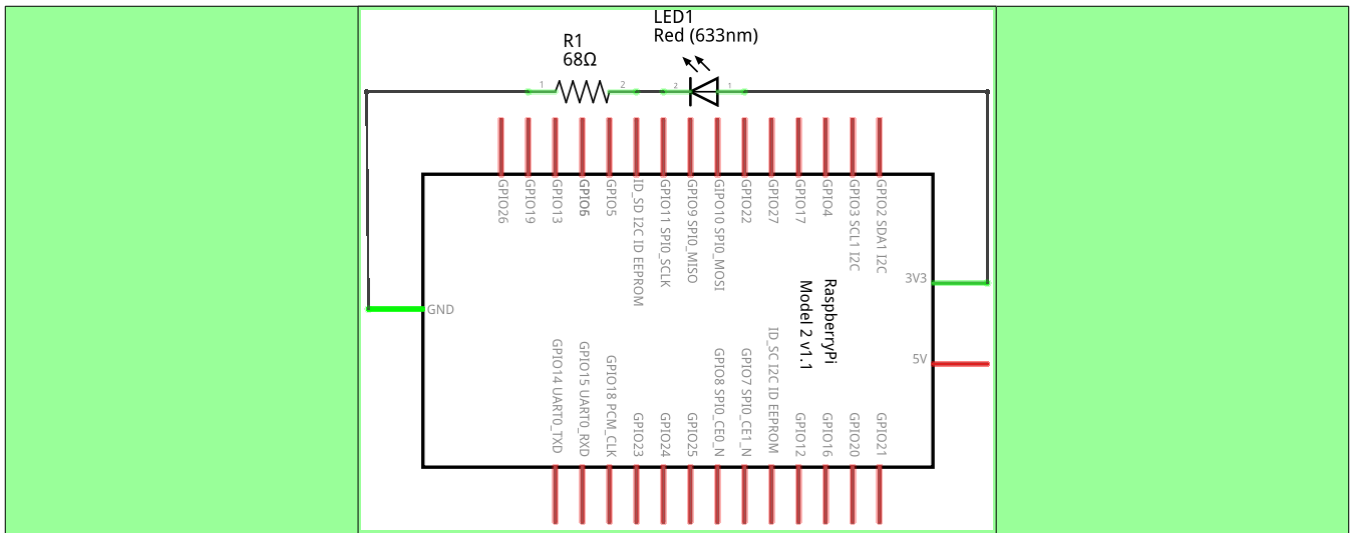 LED1
Red (633nm)
R1
68Ω
1
2
2
1
GPIO26
GPIO19
GPIO13
GPIO6
GPIO5
ID_SD I2C ID EEPROM
GPIO11 SPI0_SCLK
GPIO9 SPI0_MISO
GIPO10 SPI0_MOSI
GPIO22
GPIO27
GPIO17
GPIO4
GPIO3 SCL1 I2C
GPIO2 SDA1 I2C
3V3
GND
RaspberryPi
Model 2 v1.1
5V
GPIO14 UART0_TXD
GPIO15 UART0_RXD
GPIO18 PCM_CLK
GPIO23
GPIO24
GPIO25
GPIO8 SPI0_CE0_N
GPIO7 SPI0_CE1_N
ID_SC I2C ID EEPROM
GPIO12
GPIO16
GPIO20
GPIO21